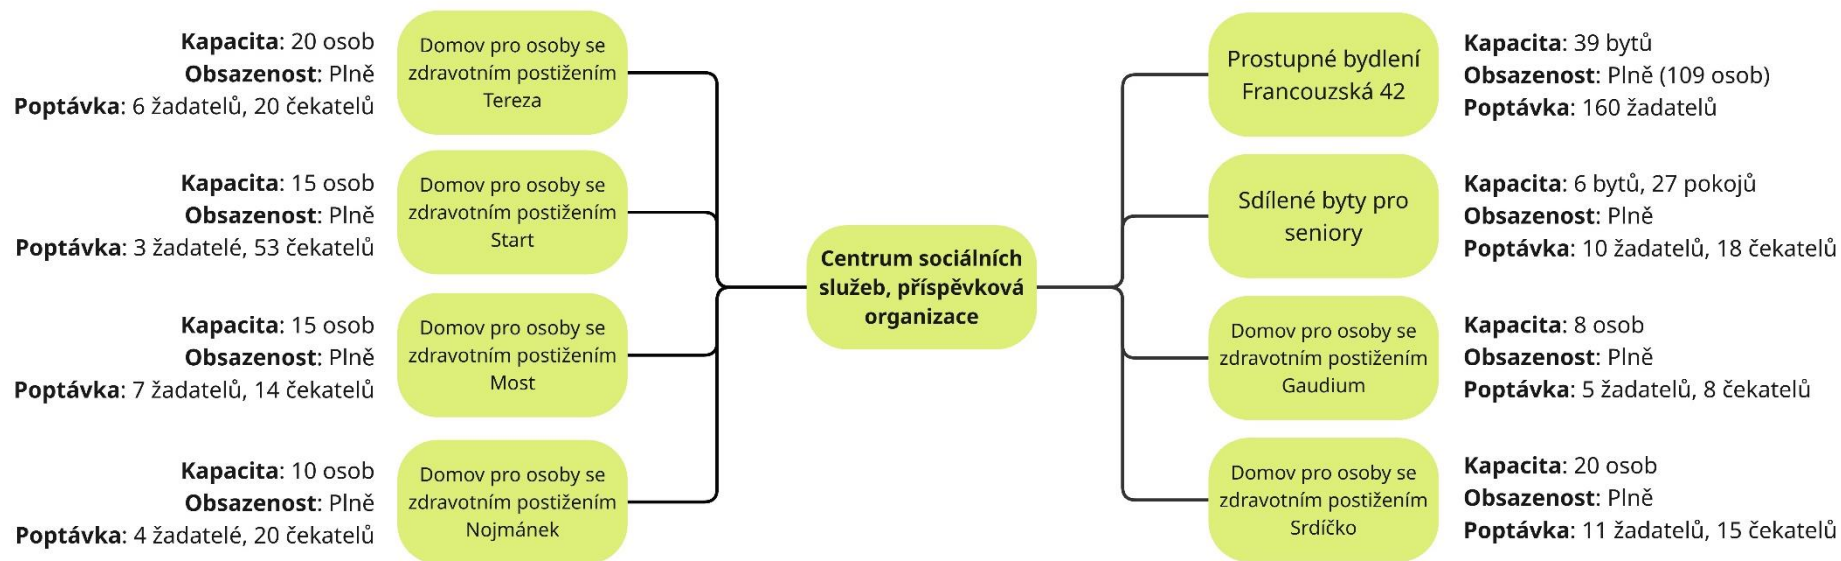 Kapacita: 20 osob
Obsazenost: Plně
Poptávka: 6 žadatelů, 20 čekatelů
Domov pro osoby se
zdravotním postižením
Tereza
Kapacita: 15 osob
Obsazenost: Plně
Poptávka: 3 žadatelé, 53 čekatelů
Domov pro osoby se
zdravotním postižením
Start
Kapacita: 15 osob
Obsazenost: Plně
Poptávka: 7 žadatelů, 14 čekatelů
Domov pro osoby se
zdravotním postižením
Most
Kapacita: 10 osob
Obsazenost: Plně
Poptávka: 4 žadatelé, 20 čekatelů
Domov pro osoby se
zdravotním postižením
Nojmánek
Centrum sociálních
služeb, příspěvková
organizace
Prostupné bydlení
Francouzská 42
Kapacita: 39 bytů
Obsazenost: Plně (109 osob)
Poptávka: 160 žadatelů
Sdílené byty pro
seniory
Kapacita: 6 bytů, 27 pokojů
Obsazenost: Plně
Poptávka: 10 žadatelů, 18 čekatelů
Domov pro osoby se
zdravotním postižením
Gaudium
Kapacita: 8 osob
Obsazenost: Plně
Poptávka: 5 žadatelů, 8 čekatelů
Domov pro osoby se
zdravotním postižením
Srdíčko
Kapacita: 20 osob
Obsazenost: Plně
Poptávka: 11 žadatelů, 15 čekatelů